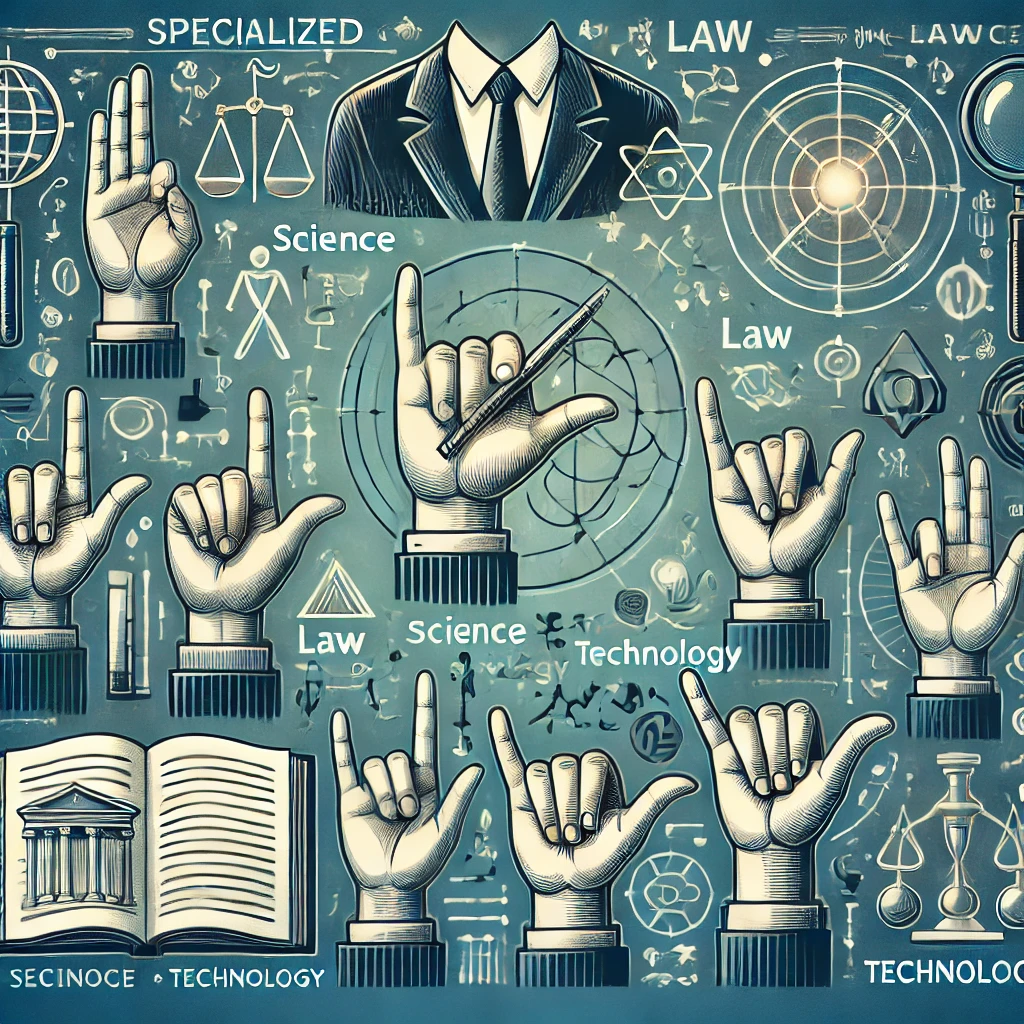 SPECIALIZED
LAW
LAWCE
Science
Law
Law
Science
Technology
SECINOCE • TECHNOLOGY
TECHNOLOG